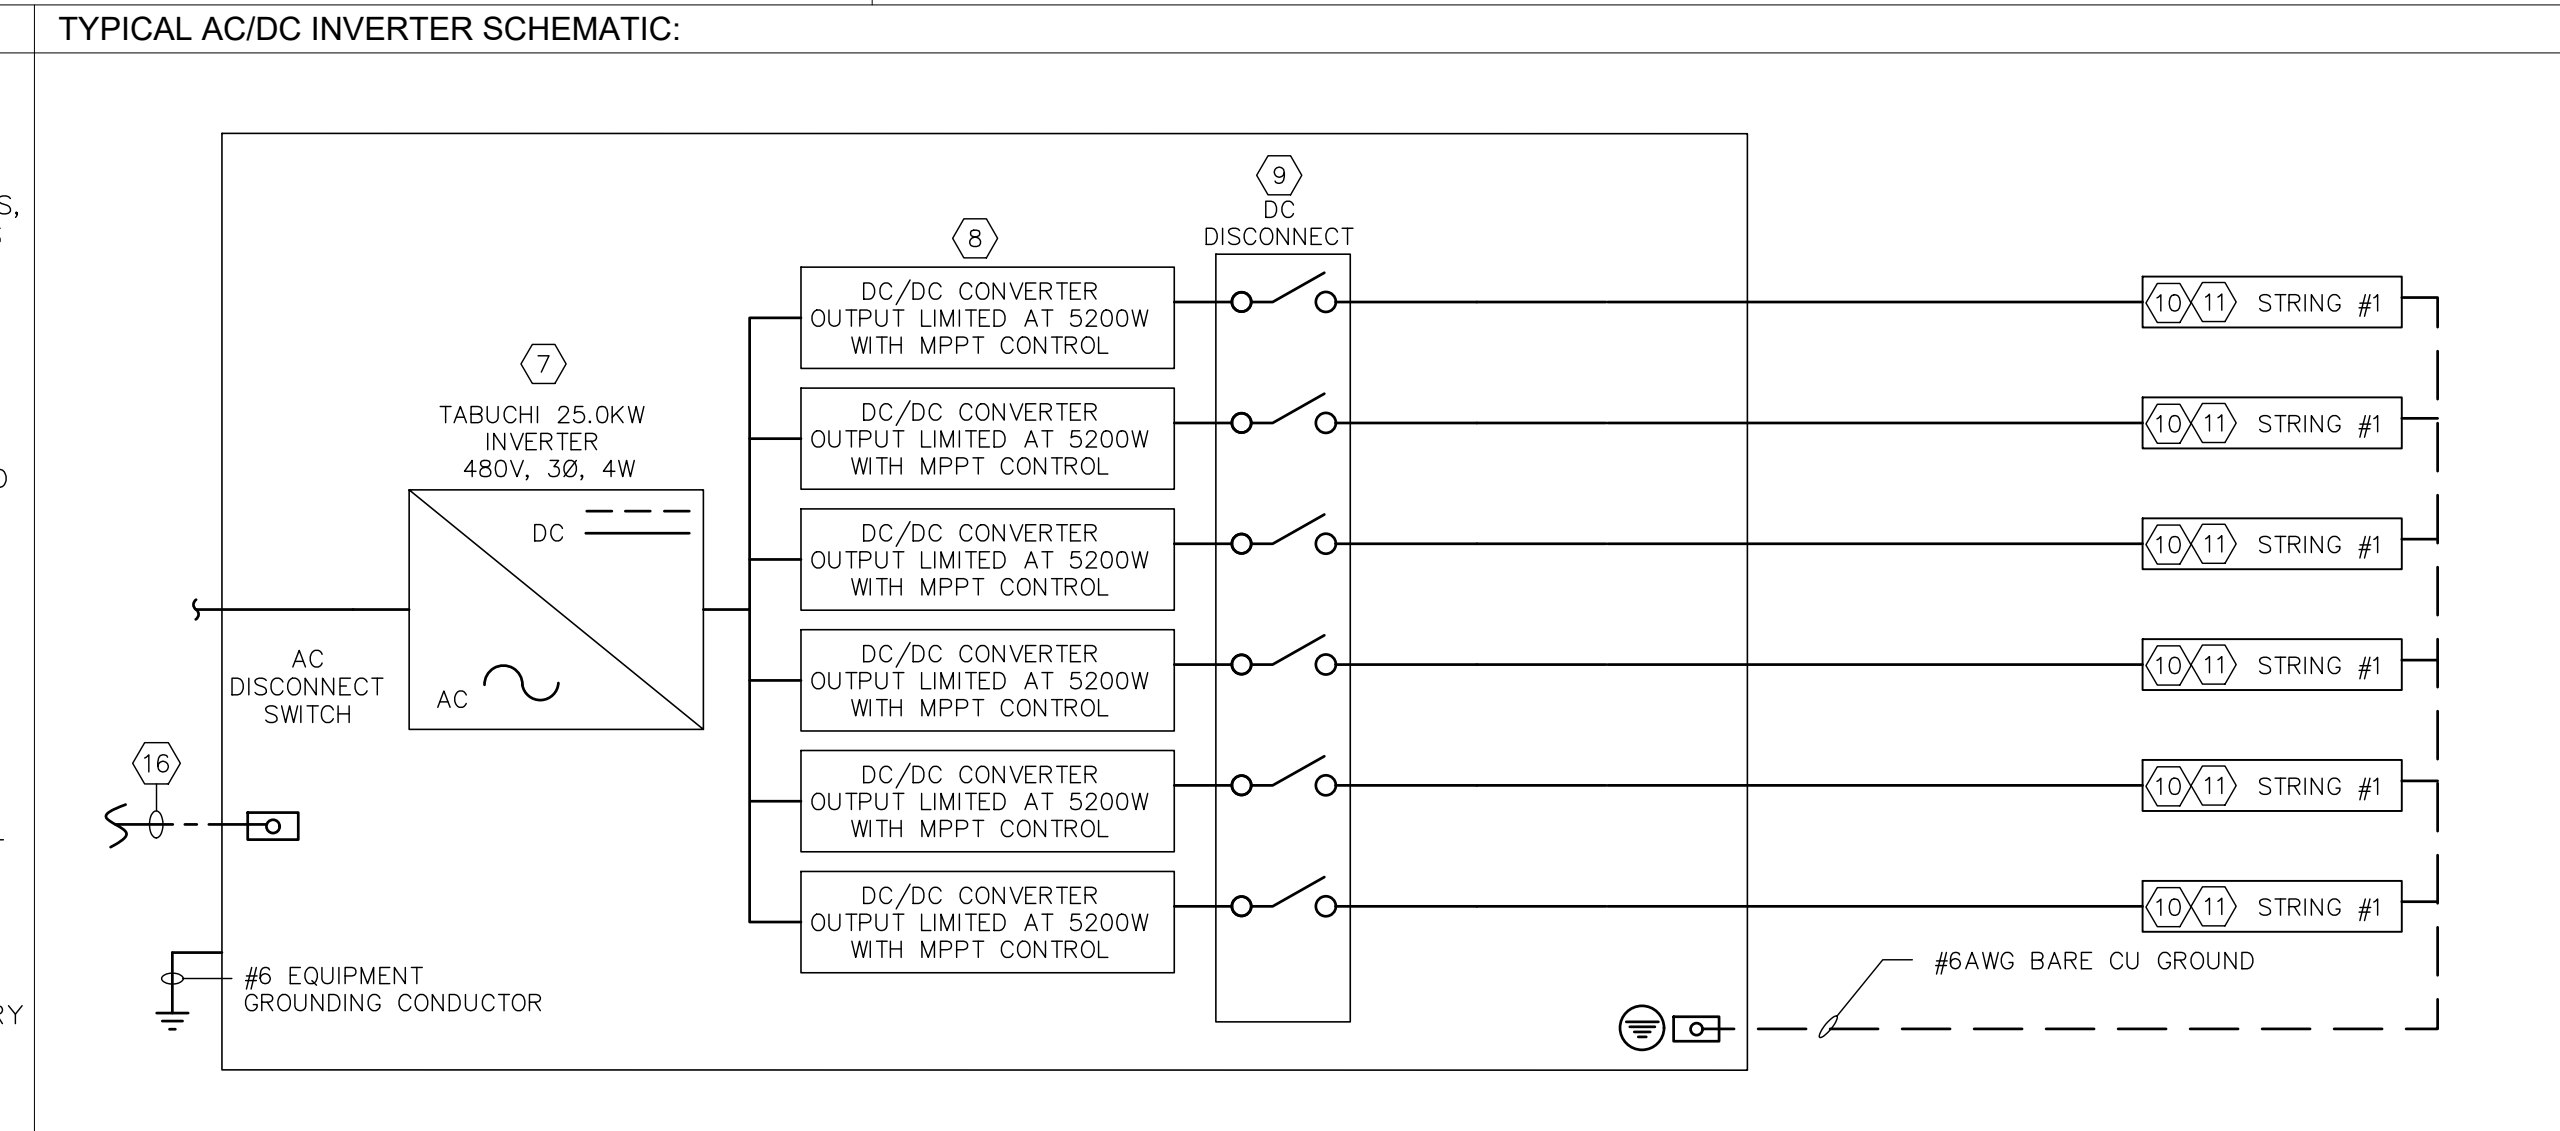 TYPICAL AC/DC INVERTER SCHEMATIC:
S,
RY
7
TABUCHI 25.0KW
INVERTER
480V, 3Ø, 4W
DC
AC
AC
DISCONNECT
SWITCH
16
#6 EQUIPMENT
GROUNDING CONDUCTOR
8
DC/DC CONVERTER
OUTPUT LIMITED AT 5200W
WITH MPPT CONTROL
DC/DC CONVERTER
OUTPUT LIMITED AT 5200W
WITH MPPT CONTROL
DC/DC CONVERTER
OUTPUT LIMITED AT 5200W
WITH MPPT CONTROL
DC/DC CONVERTER
OUTPUT LIMITED AT 5200W
WITH MPPT CONTROL
DC/DC CONVERTER
OUTPUT LIMITED AT 5200W
WITH MPPT CONTROL
DC/DC CONVERTER
OUTPUT LIMITED AT 5200W
WITH MPPT CONTROL
9
DC
DISCONNECT
10 11 STRING #1
10 11 STRING #1
10 11 STRING #1
10 11 STRING #1
10 11 STRING #1
10 11 STRING #1
#6AWG BARE CU GROUND